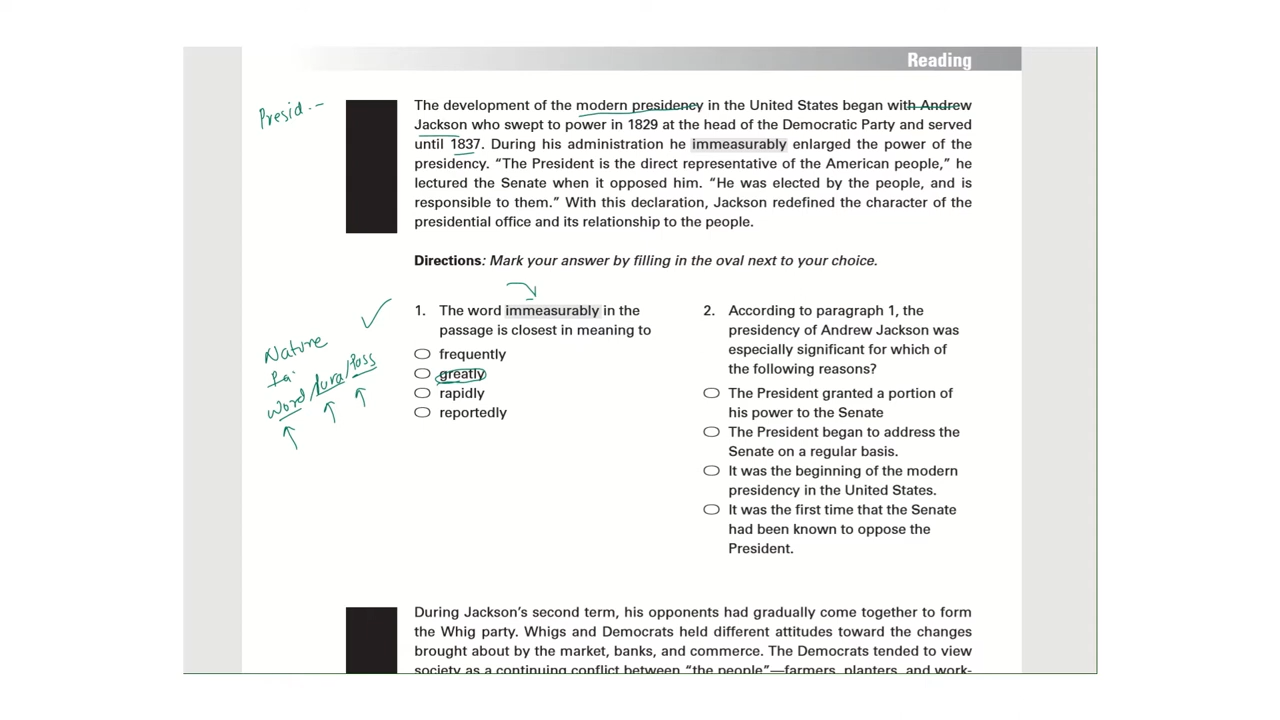 Reading
Presid.--
The development of the modern presidency in the United States began with Andrew
Jackson who swept to power in 1829 at the head of the Democratic Party and served
until 1837. During his administration he immeasurably enlarged the power of the
presidency. “The President is the direct representative of the American people,” he
lectured the Senate when it opposed him. “He was elected by the people, and is
responsible to them.” With this declaration, Jackson redefined the character of the
presidential office and its relationship to the people.
Directions: Mark your answer by filling in the oval next to your choice.
Nature
word
1. The word immeasurably in the
passage is closest in meaning to
frequently
greatly
rapidly
reportedly
2. According to paragraph 1, the
presidency of Andrew Jackson was
especially significant for which of
the following reasons?
The President granted a portion of
his power to the Senate
The President began to address the
Senate on a regular basis.
It was the beginning of the modern
presidency in the United States.
It was the first time that the Senate
had been known to oppose the
President.
During Jackson’s second term, his opponents had gradually come together to form
the Whig party. Whigs and Democrats held different attitudes toward the changes
brought about by the market, banks, and commerce. The Democrats tended to view
society as a continuing conflict between “the people”—farmers, planters, and work-